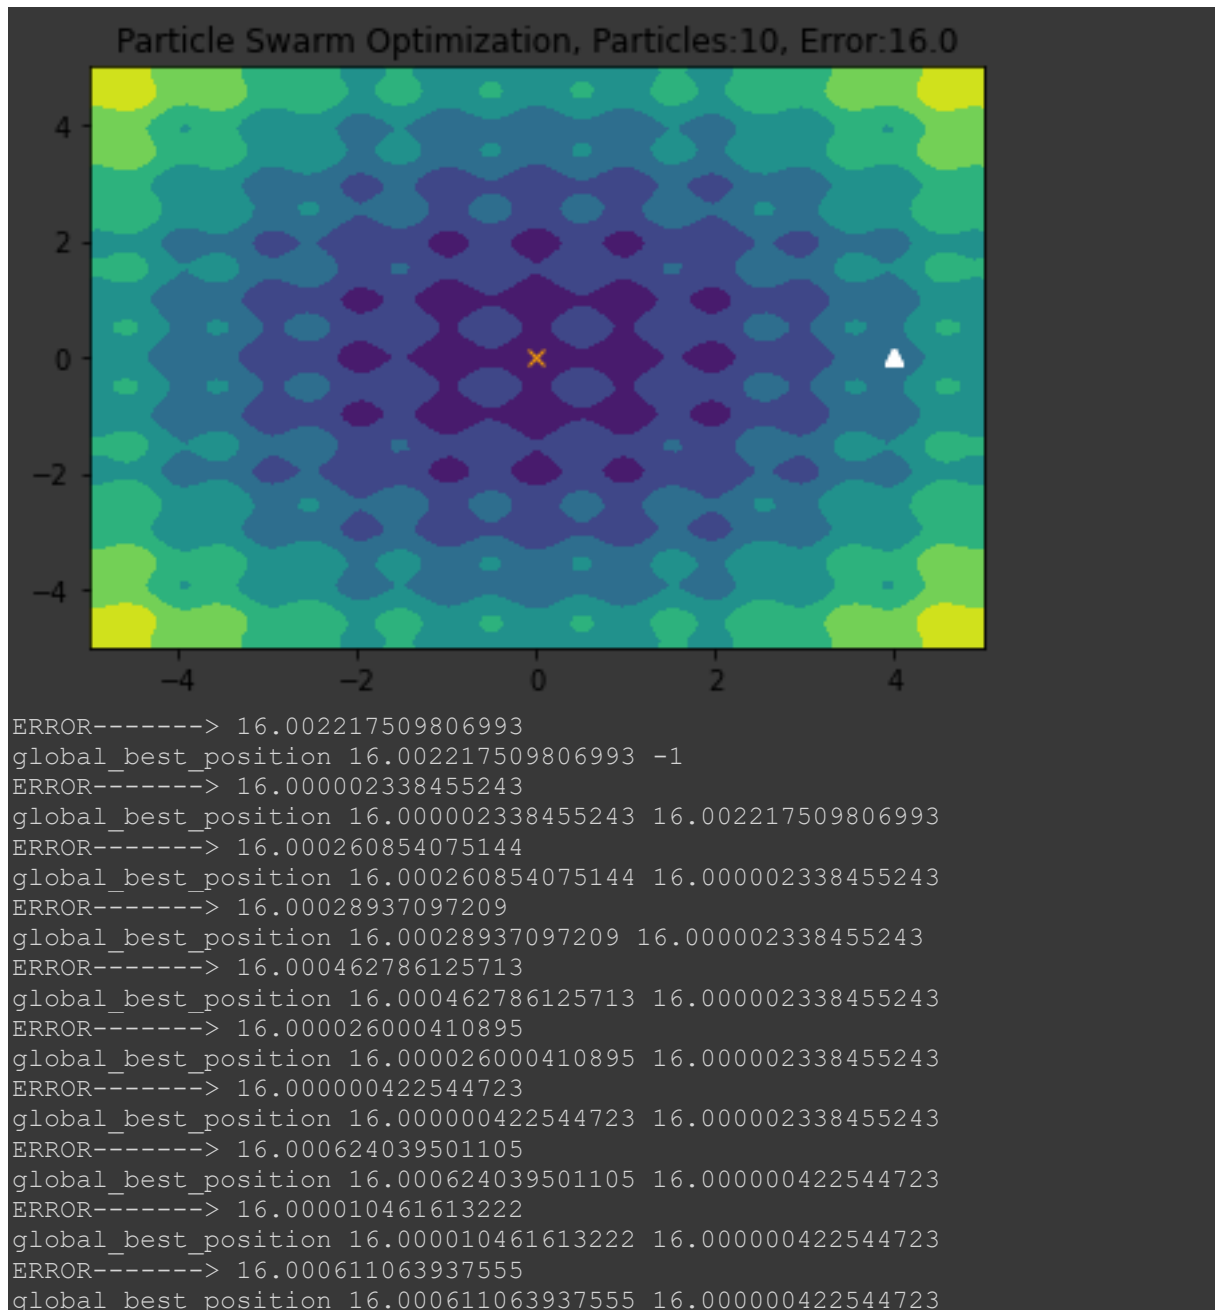 Particle Swarm Optimization, Particles:10, Error:16.0
4
2
0
−2
−4
−4 −2 0 2 4
ERROR-------> 16.002217509806993
global_best_position 16.002217509806993 -1
ERROR-------> 16.000002338455243
global_best_position 16.000002338455243 16.002217509806993
ERROR-------> 16.000260854075144
global_best_position 16.000260854075144 16.000002338455243
ERROR-------> 16.00028937097209
global_best_position 16.00028937097209 16.000002338455243
ERROR-------> 16.000462786125713
global_best_position 16.000462786125713 16.000002338455243
ERROR-------> 16.000026000410895
global_best_position 16.000026000410895 16.000002338455243
ERROR-------> 16.000000422544723
global_best_position 16.000000422544723 16.000002338455243
ERROR-------> 16.000624039501105
global_best_position 16.000624039501105 16.000000422544723
ERROR-------> 16.000010461613222
global_best_position 16.000010461613222 16.000000422544723
ERROR-------> 16.000611063937555
global_best_position 16.000611063937555 16.000000422544723